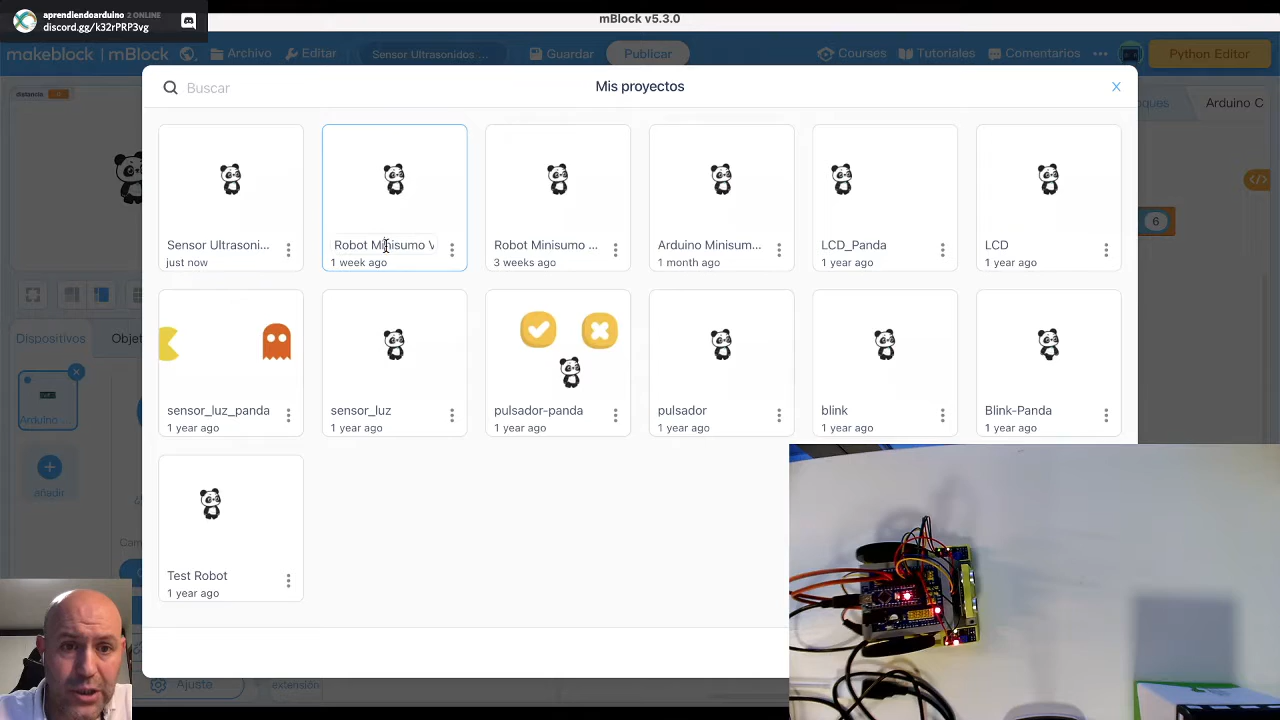 aprendiendoarduino 2 ONLINE
discord.gg/k32rPRP3vg
mBlock v5.3.0
makeblock | mBlock
Archivo
Editar
Sensor Ultrasonidos ...
Guardar
Publicar
Courses
Tutoriales
Comentarios
Python Editor
Buscar
Mis proyectos
distancia
Arduino C
6
Sensor Ultrasoni...
just now
Robot Minisumo V
1 week ago
Robot Minisumo ...
3 weeks ago
Arduino Minisum...
1 month ago
LCD_Panda
1 year ago
LCD
1 year ago
Dispositivos
Objet
sensor_luz_panda
1 year ago
sensor_luz
1 year ago
pulsador-panda
1 year ago
pulsador
1 year ago
blink
1 year ago
Blink-Panda
1 year ago
Arduino
añadir
Test Robot
1 year ago
Ajuste
extensión